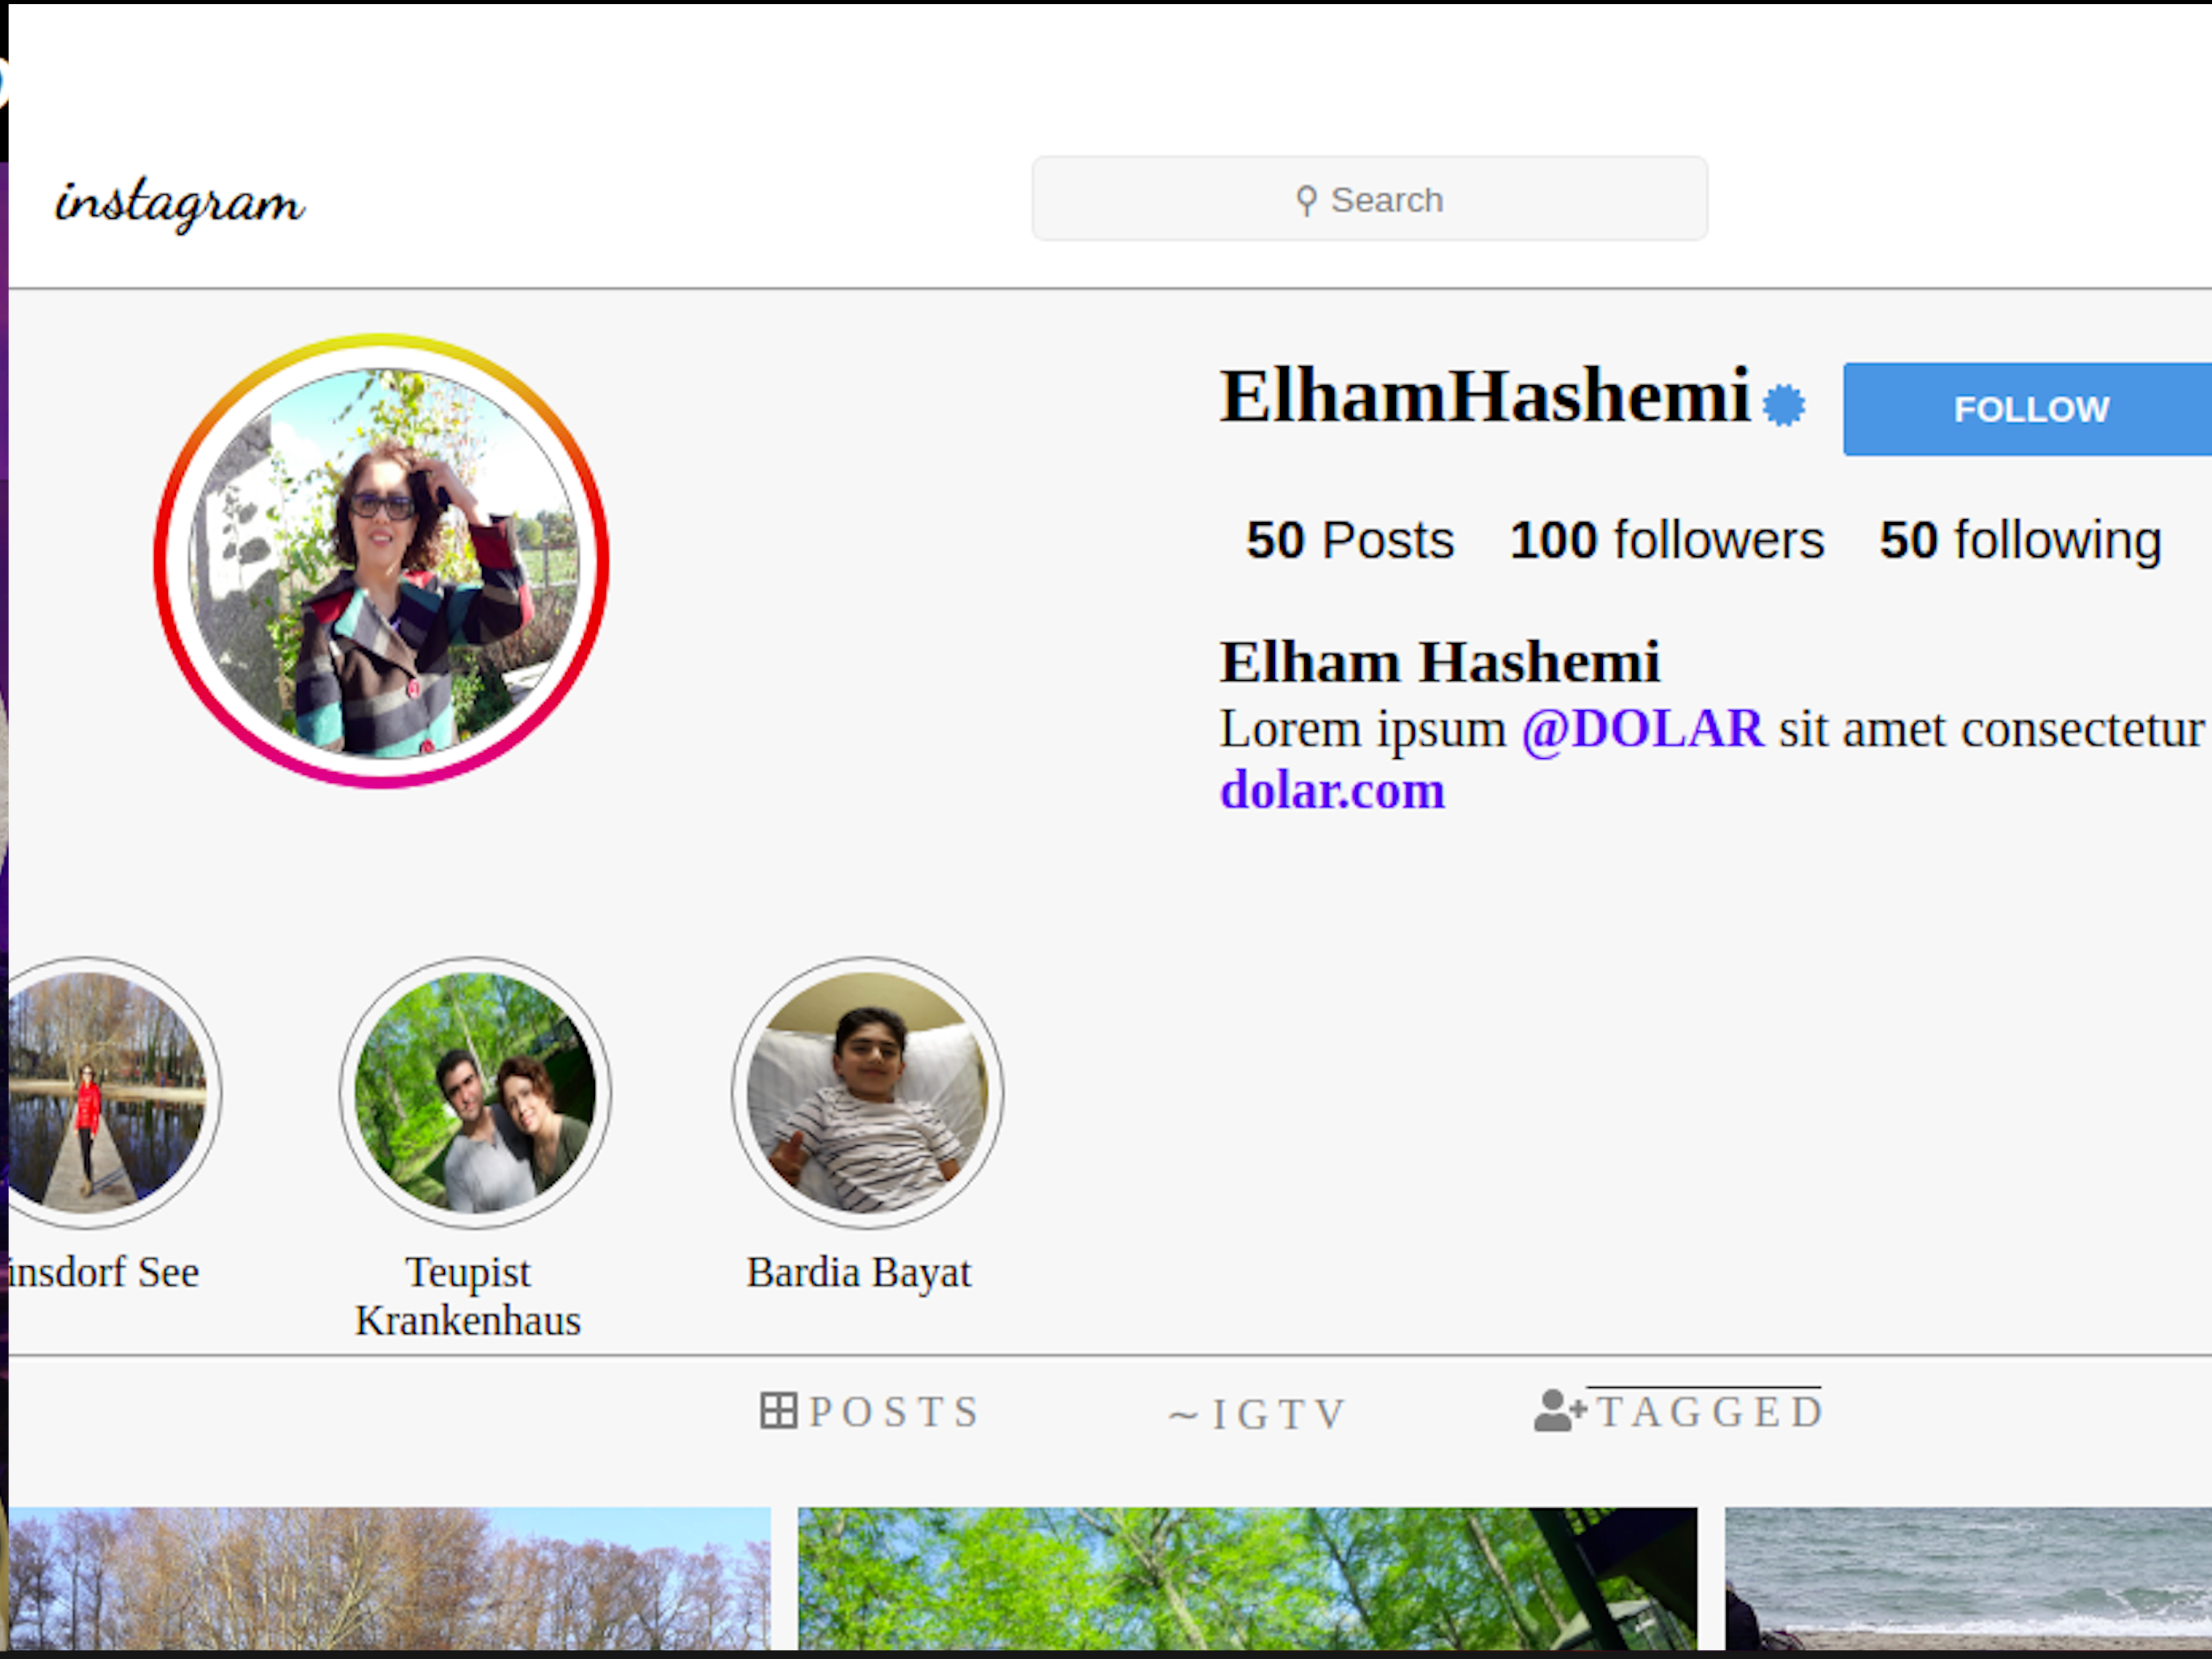 instagram
Search
ElhamHashemi
FOLLOW
50 Posts 100 followers 50 following
Elham Hashemi
Lorem ipsum @DOLAR sit amet consectetur
dolar.com
insdorf See
Teupist
Krankenhaus
Bardia Bayat
POSTS
~IGTV
TAGGED